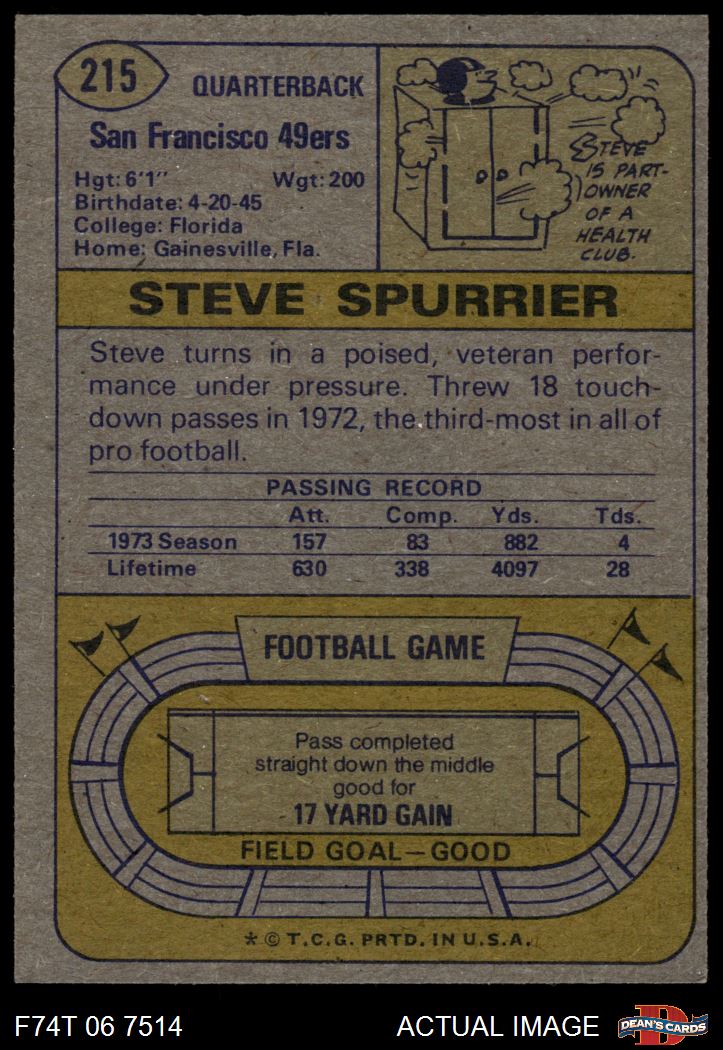 215
QUARTERBACK
San Francisco 49ers
Hgt: 6'1" Wgt: 200
Birthdate: 4-20-45
College: Florida
Home: Gainesville, Fla.
STEVE
IS PART-
OWNER
OF A
HEALTH
CLUB.
STEVE SPURRIER
Steve turns in a poised, veteran perfor-
mance under pressure. Threw 18 touch-
down passes in 1972, the third-most in all of
pro football.
PASSING RECORD
Att. Comp. Yds. Tds.
1973 Season 157 83 882 4
Lifetime 630 338 4097 28
FOOTBALL GAME
Pass completed
straight down the middle
good for
17 YARD GAIN
FIELD GOAL—GOOD
* © T.C.G. PRTD. IN U.S.A.
F74T 06 7514 ACTUAL IMAGE
D
DEAN'S CARDS